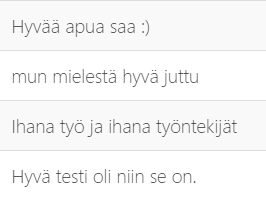 Hyvää apua saa :)
mun mielestä hyvä juttu
Ihana työ ja ihana työntekijät
Hyvä testi oli niin se on.